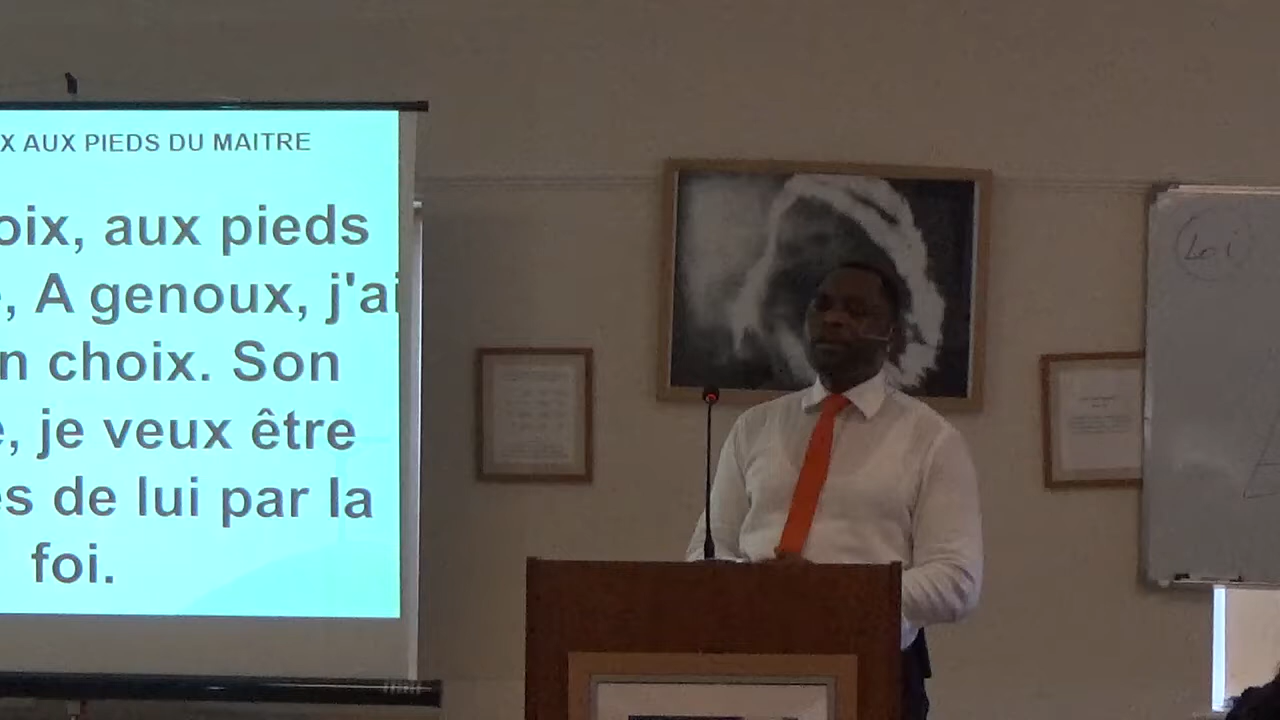 X AUX PIEDS DU MAITRE
oix, aux pieds
, A genoux, j'ai
n choix. Son
e, je veux être
s de lui par la
foi.
Loi